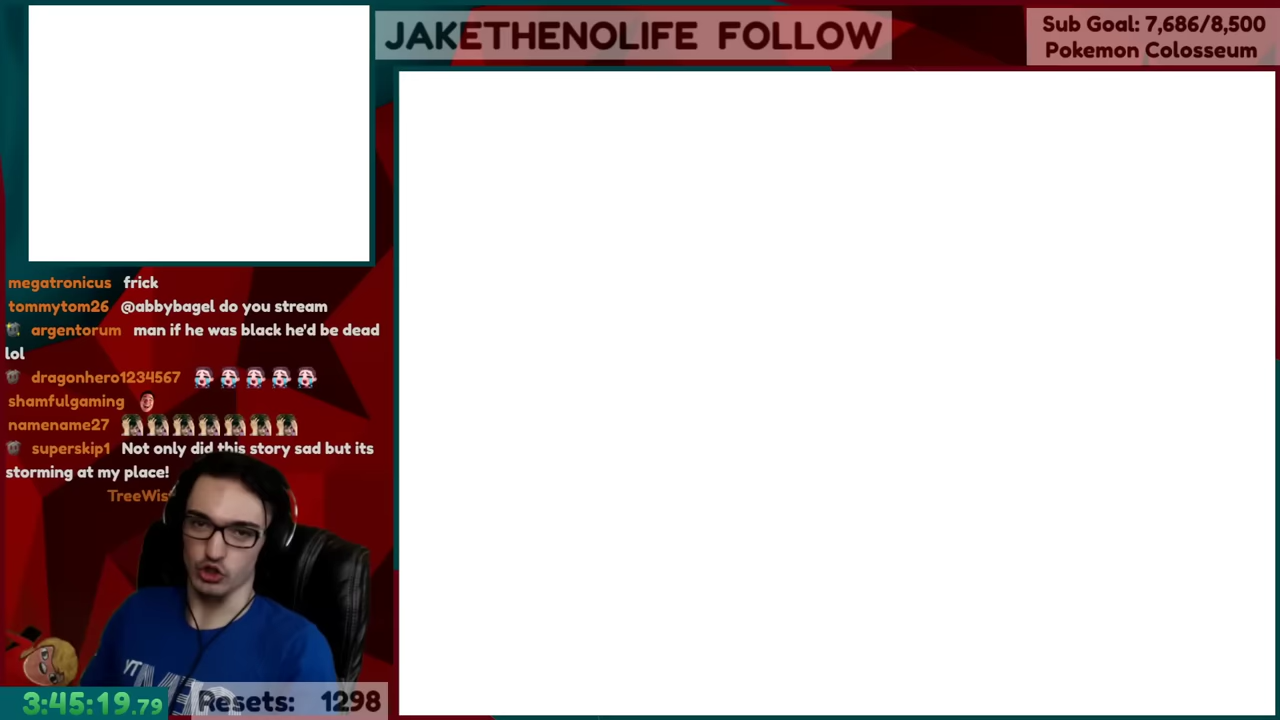 JAKETHENOLIFE FOLLOW
Sub Goal: 7,686/8,500
Pokemon Colosseum
megatronicus frick
tommytom26 @abbybagel do you stream
argentorum man if he was black he'd be dead
lol
dragonhero1234567
shamfulgaming
namename27
superskip1 Not only did this story sad but its
storming at my place!
YT
3:45:19.79
Resets: 1298